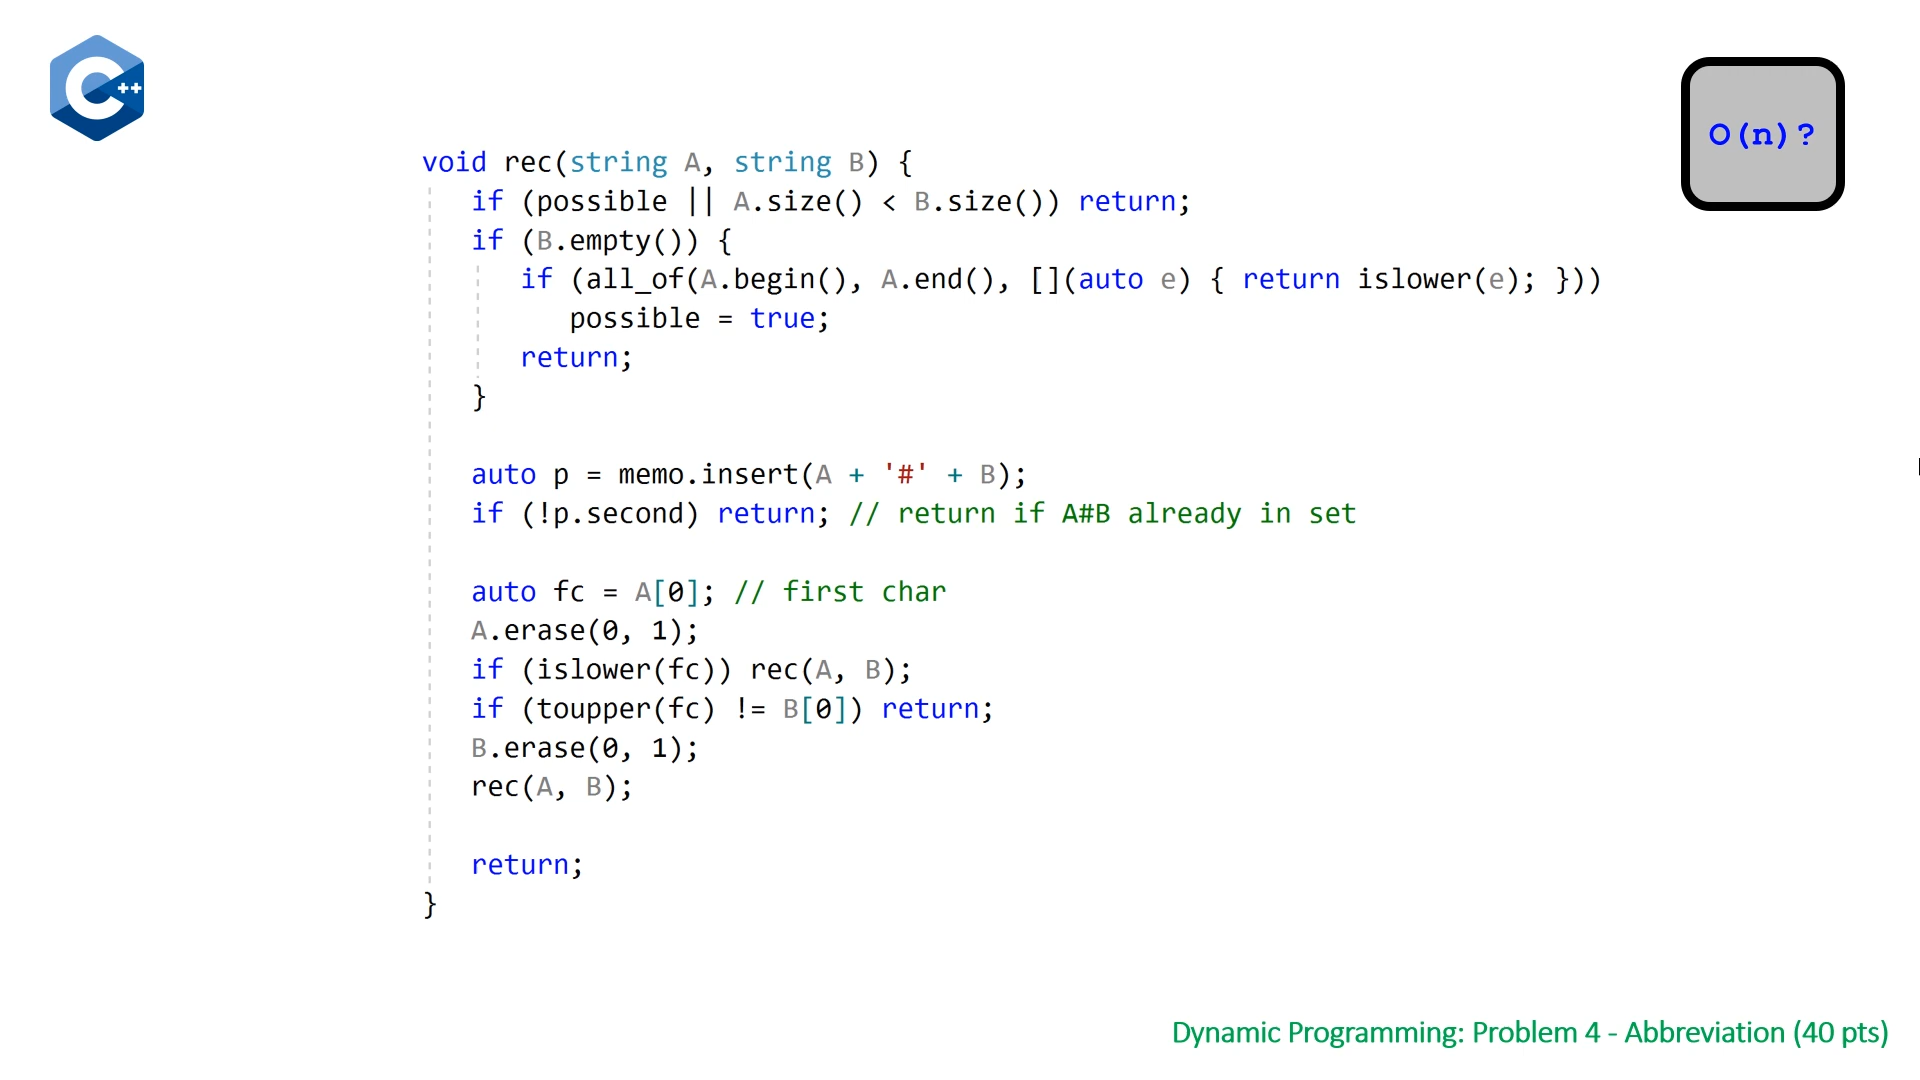 C++
O(n)?
void rec(string A, string B) {
if (possible || A.size() < B.size()) return;
if (B.empty()) {
if (all_of(A.begin(), A.end(), [](auto e) { return islower(e); }))
possible = true;
return;
}
auto p = memo.insert(A + '#' + B);
if (!p.second) return; // return if A#B already in set
auto fc = A[0]; // first char
A.erase(0, 1);
if (islower(fc)) rec(A, B);
if (toupper(fc) != B[0]) return;
B.erase(0, 1);
rec(A, B);
return;
}
Dynamic Programming: Problem 4 - Abbreviation (40 pts)